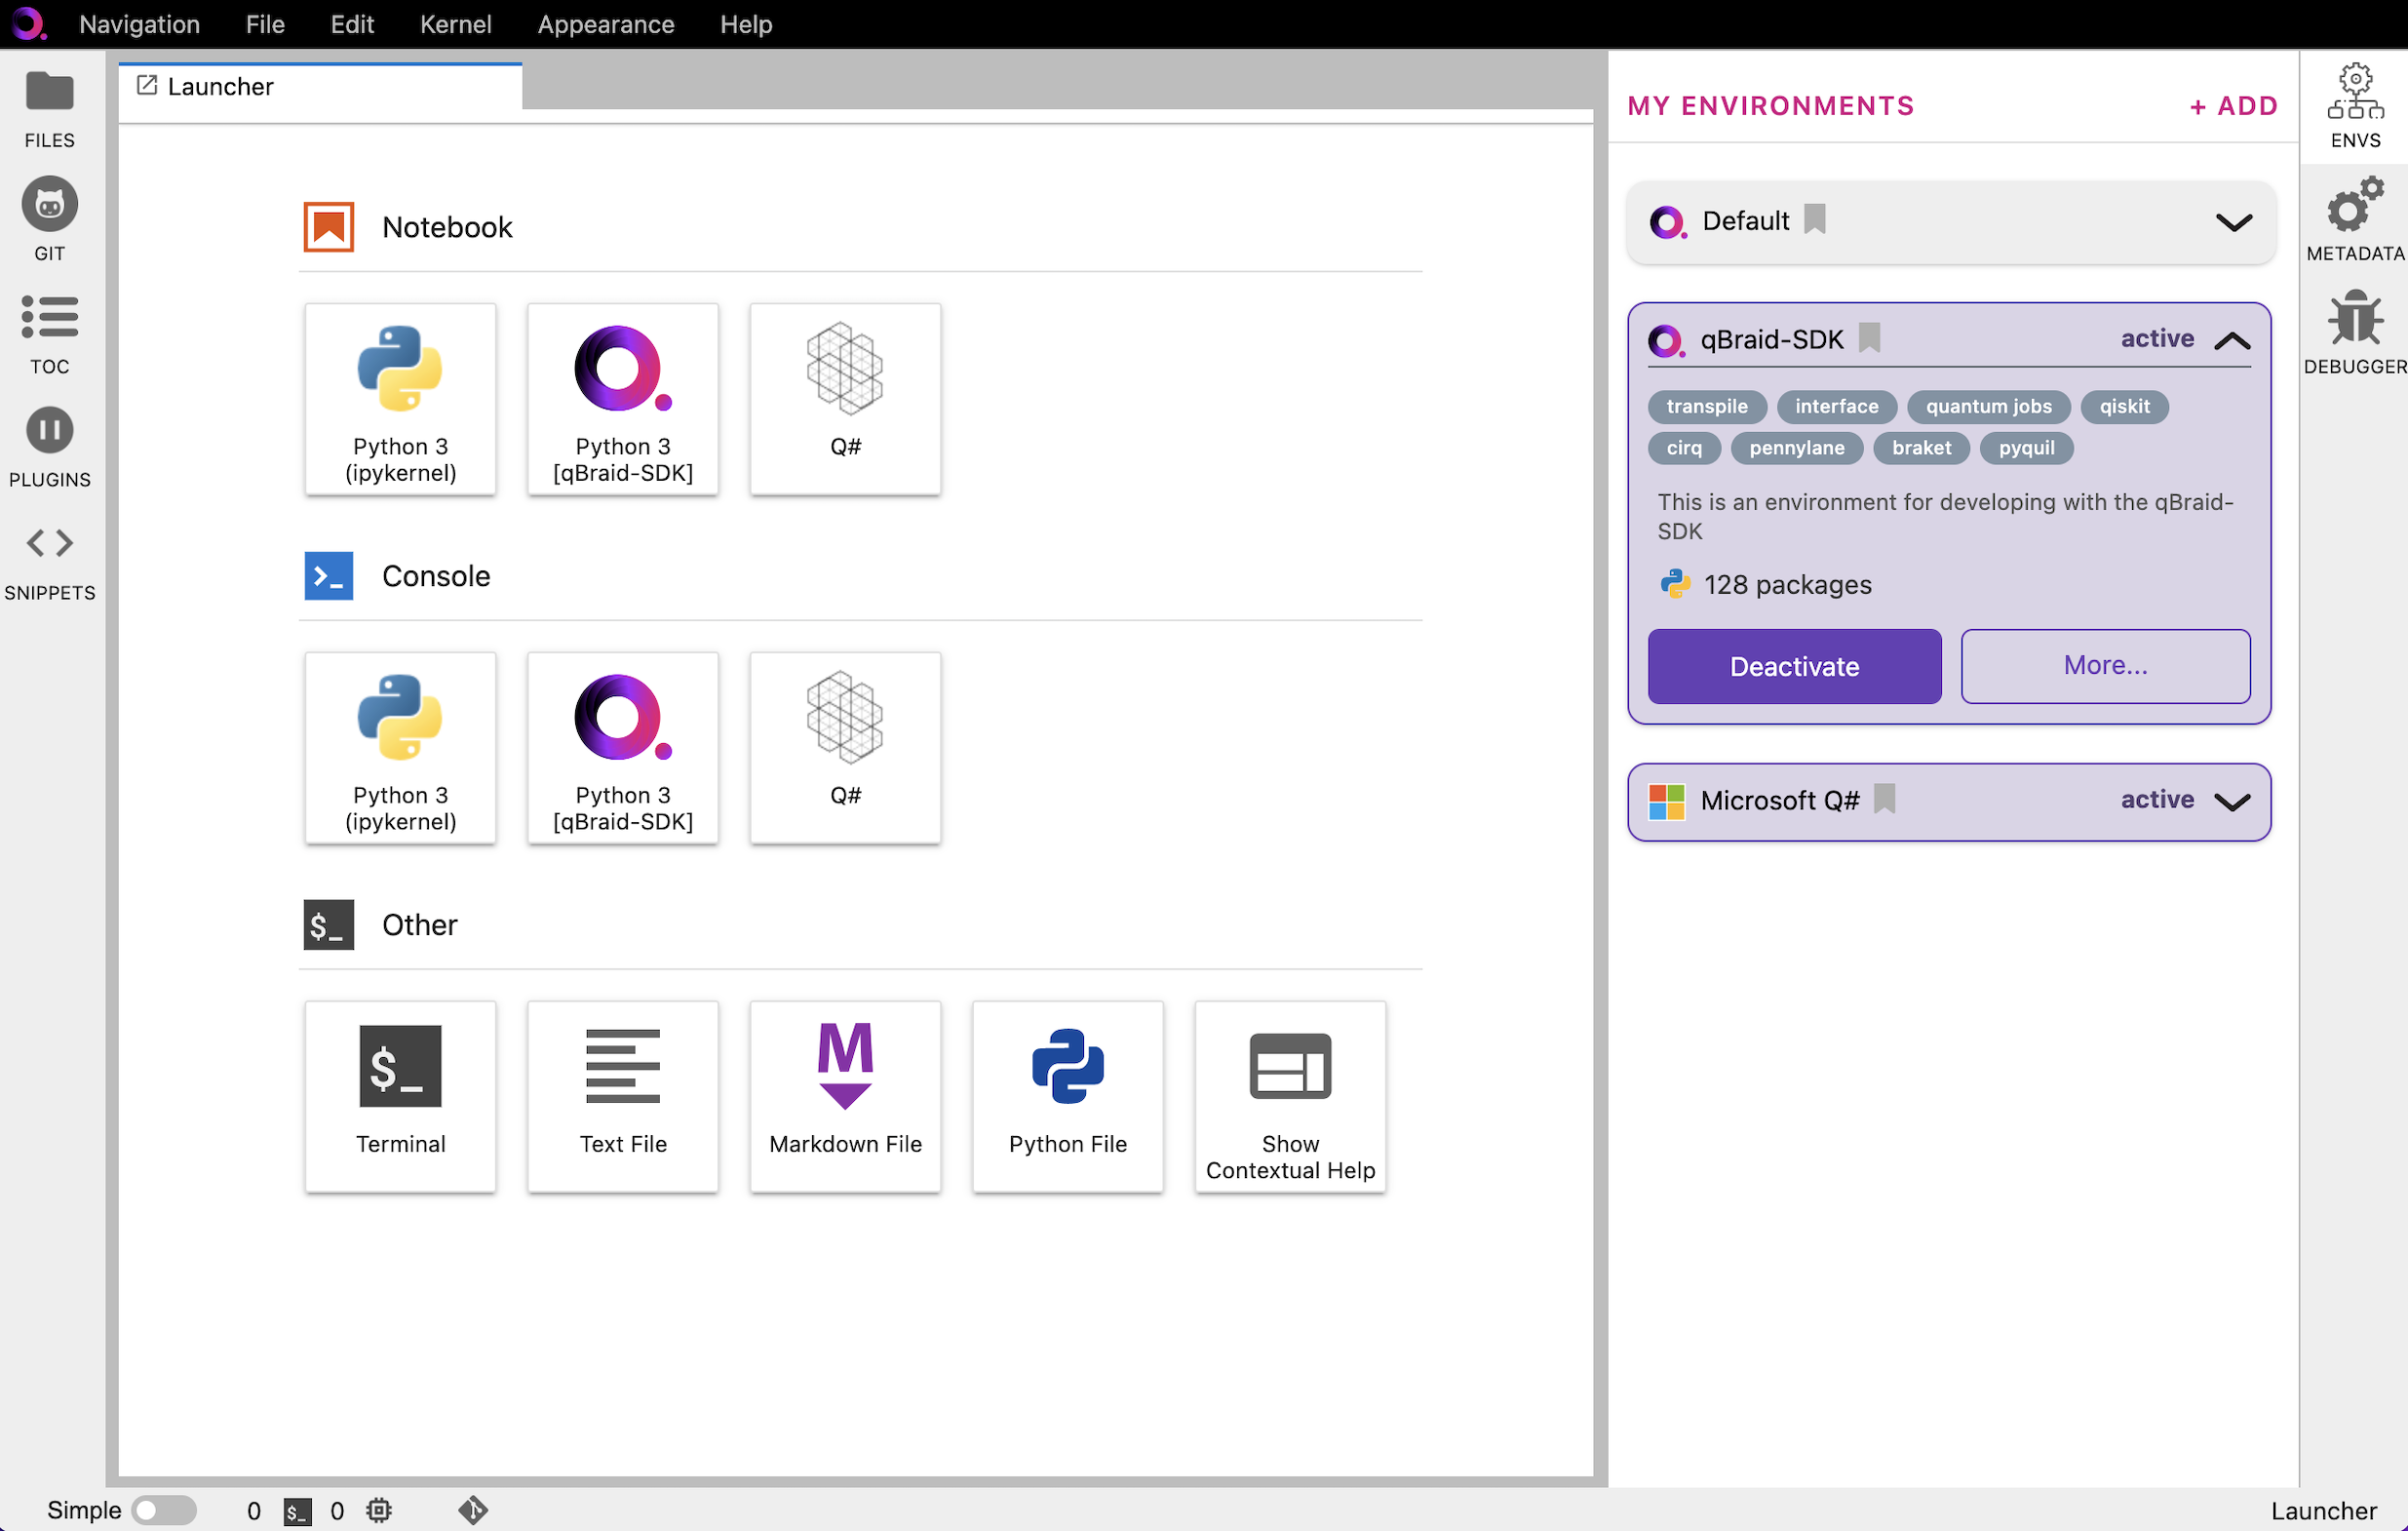 Navigation File Edit Kernel Appearance Help
FILES
GIT
TOC
PLUGINS
SNIPPETS
Launcher
Notebook
Python 3
(ipykernel)
Python 3
[qBraid-SDK]
Q#
Console
Python 3
(ipykernel)
Python 3
[qBraid-SDK]
Q#
$_ Other
$_
Terminal
Text File
M
Markdown File
Python File
Show
Contextual Help
MY ENVIRONMENTS + ADD
Default
qBraid-SDK active
transpile interface quantum jobs qiskit
cirq pennylane braket pyquil
This is an environment for developing with the qBraid-
SDK
128 packages
Deactivate More...
Microsoft Q# active
ENVS
METADATA
DEBUGGER
Simple 0 $_ 0 Launcher